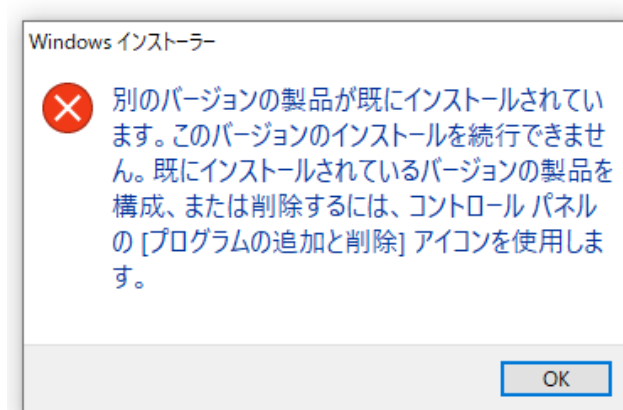 Windows インストーラー
別のバージョンの製品が既にインストールされてい
ます。このバージョンのインストールを続行できませ
ん。既にインストールされているバージョンの製品を
構成、または削除するには、コントロール パネル
の [プログラムの追加と削除] アイコンを使用しま
す。
OK